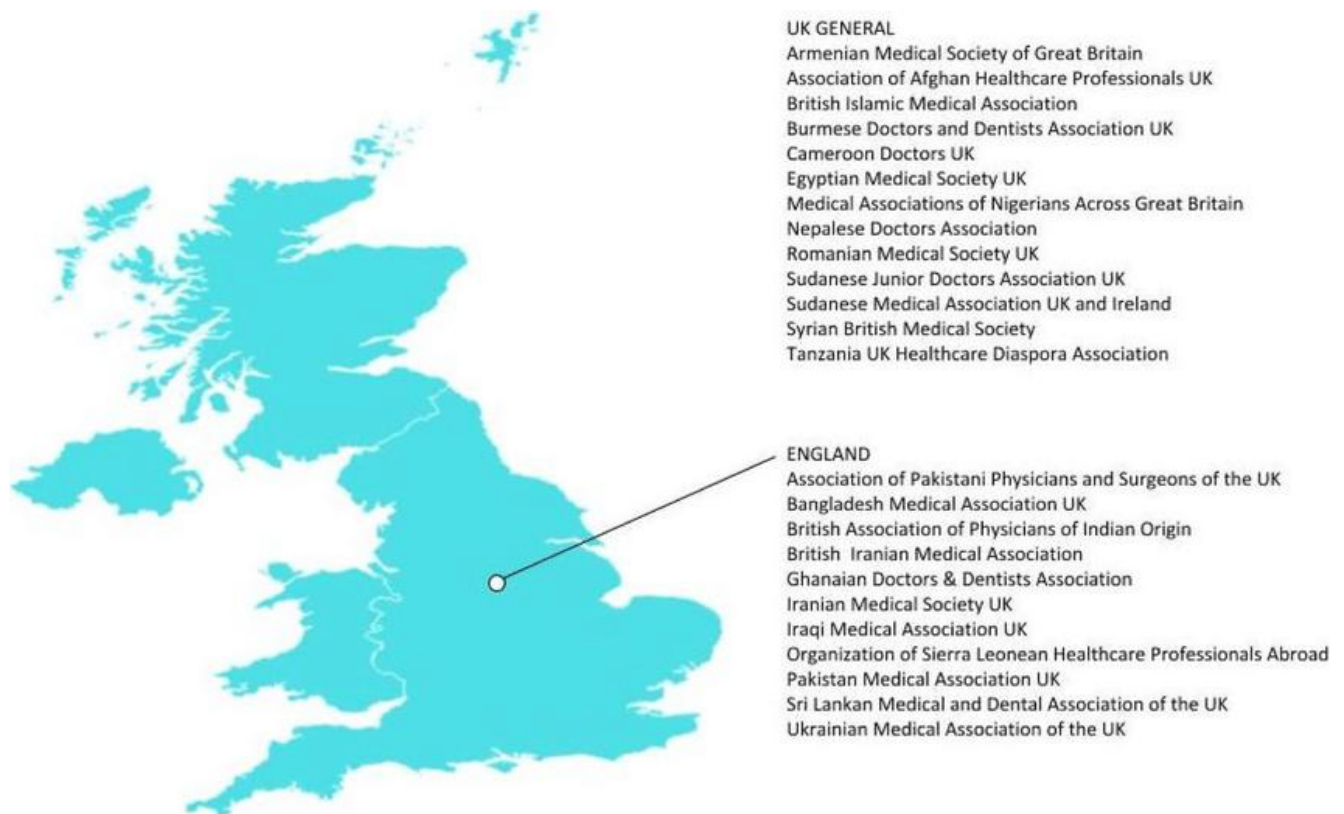 UK GENERAL
Armenian Medical Society of Great Britain
Association of Afghan Healthcare Professionals UK
British Islamic Medical Association
Burmese Doctors and Dentists Association UK
Cameroon Doctors UK
Egyptian Medical Society UK
Medical Associations of Nigerians Across Great Britain
Nepalese Doctors Association
Romanian Medical Society UK
Sudanese Junior Doctors Association UK
Sudanese Medical Association UK and Ireland
Syrian British Medical Society
Tanzania UK Healthcare Diaspora Association
ENGLAND
Association of Pakistani Physicians and Surgeons of the UK
Bangladesh Medical Association UK
British Association of Physicians of Indian Origin
British Iranian Medical Association
Ghanaian Doctors & Dentists Association
Iranian Medical Society UK
Iraqi Medical Association UK
Organization of Sierra Leonean Healthcare Professionals Abroad
Pakistan Medical Association UK
Sri Lankan Medical and Dental Association of the UK
Ukrainian Medical Association of the UK